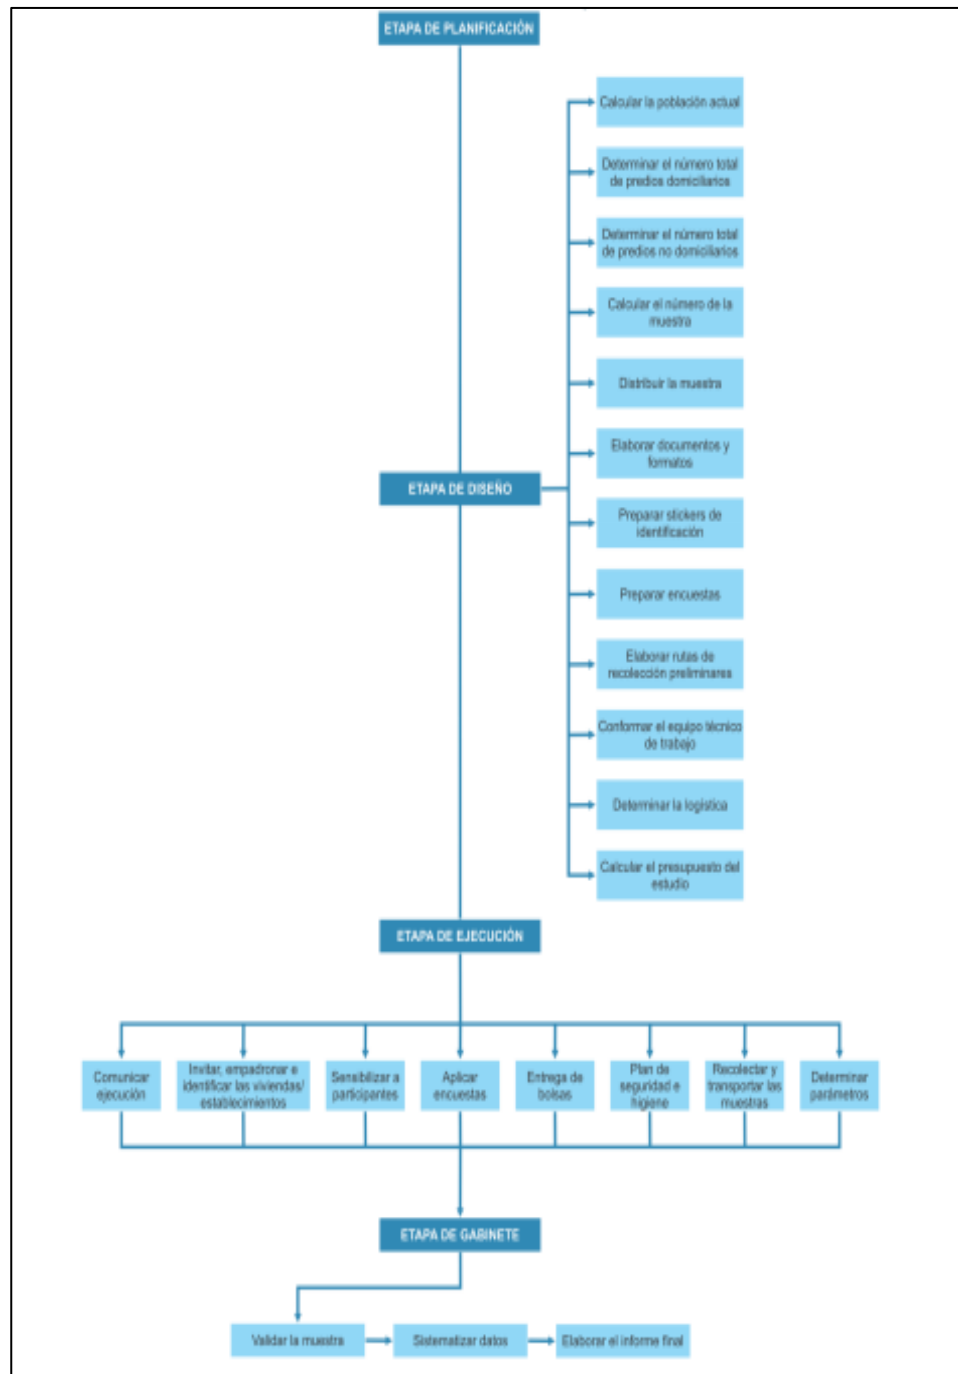 ETAPA DE PLANIFICACIÓN
Calcular la población actual
Determinar el número total
de predios domiciliarios
Determinar el número total
de predios no domiciliarios
Calcular el número de la
muestra
Distribuir la muestra
Elaborar documentos y
formatos
ETAPA DE DISEÑO
Preparar stickers de
identificación
Preparar encuestas
Elaborar rutas de
recolección preliminares
Conformar el equipo técnico
de trabajo
Determinar la logística
Calcular el presupuesto del
estudio
ETAPA DE EJECUCIÓN
Comunicar
ejecución
Invitar, empadronar e
identificar las viviendas/
establecimientos
Sensibilizar a
participantes
Aplicar
encuestas
Entrega de
bolsas
Plan de
seguridad e
higiene
Recolectar y
transportar las
muestras
Determinar
parámetros
ETAPA DE GABINETE
Validar la muestra
Sistematizar datos
Elaborar el informe final